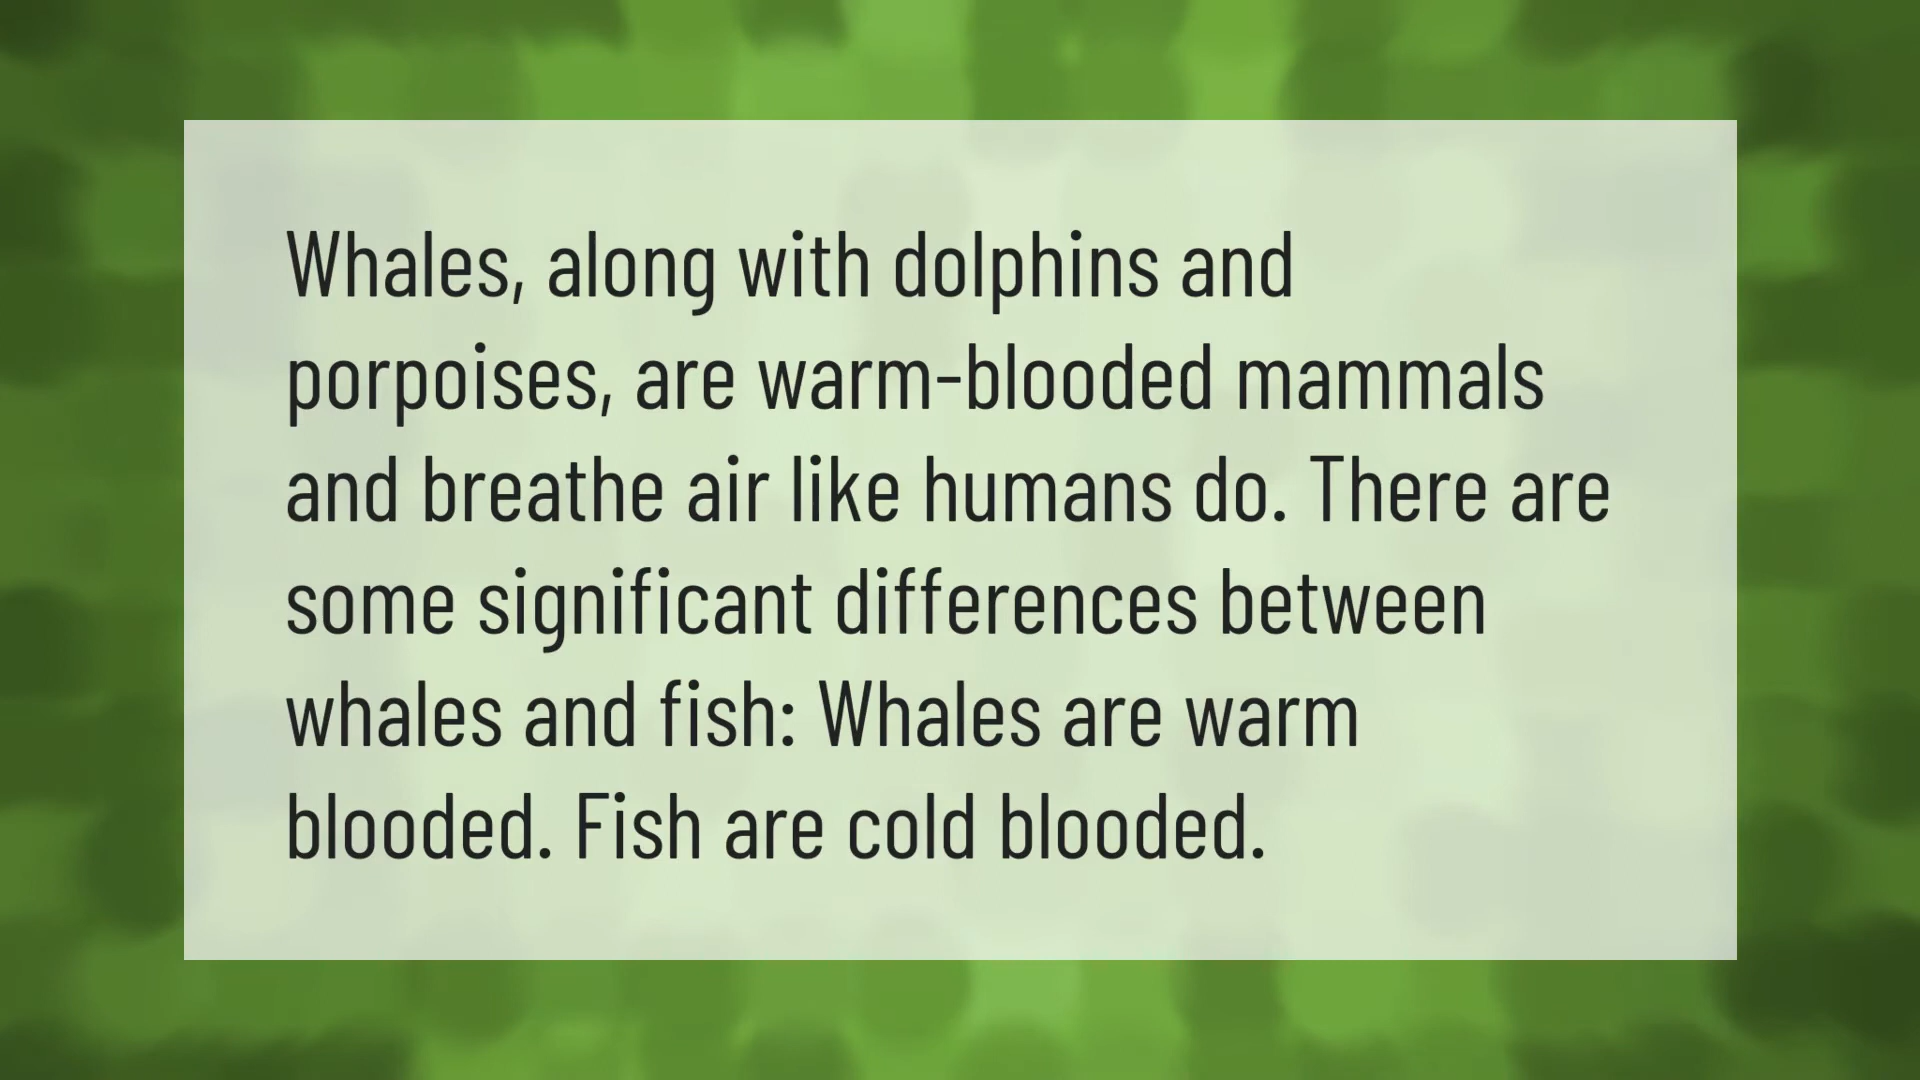 Whales, along with dolphins and
porpoises, are warm-blooded mammals
and breathe air like humans do. There are
some significant differences between
whales and fish: Whales are warm
blooded. Fish are cold blooded.